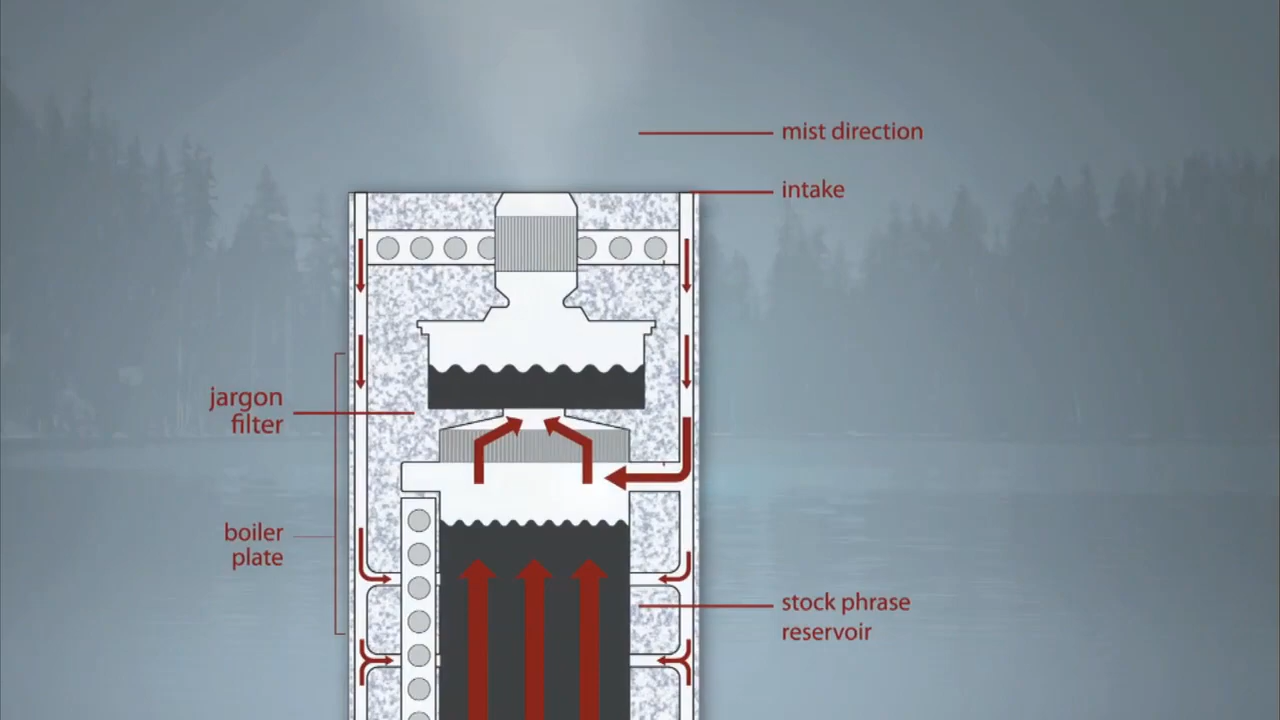 mist direction
intake
jargon
filter
boiler
plate
stock phrase
reservoir